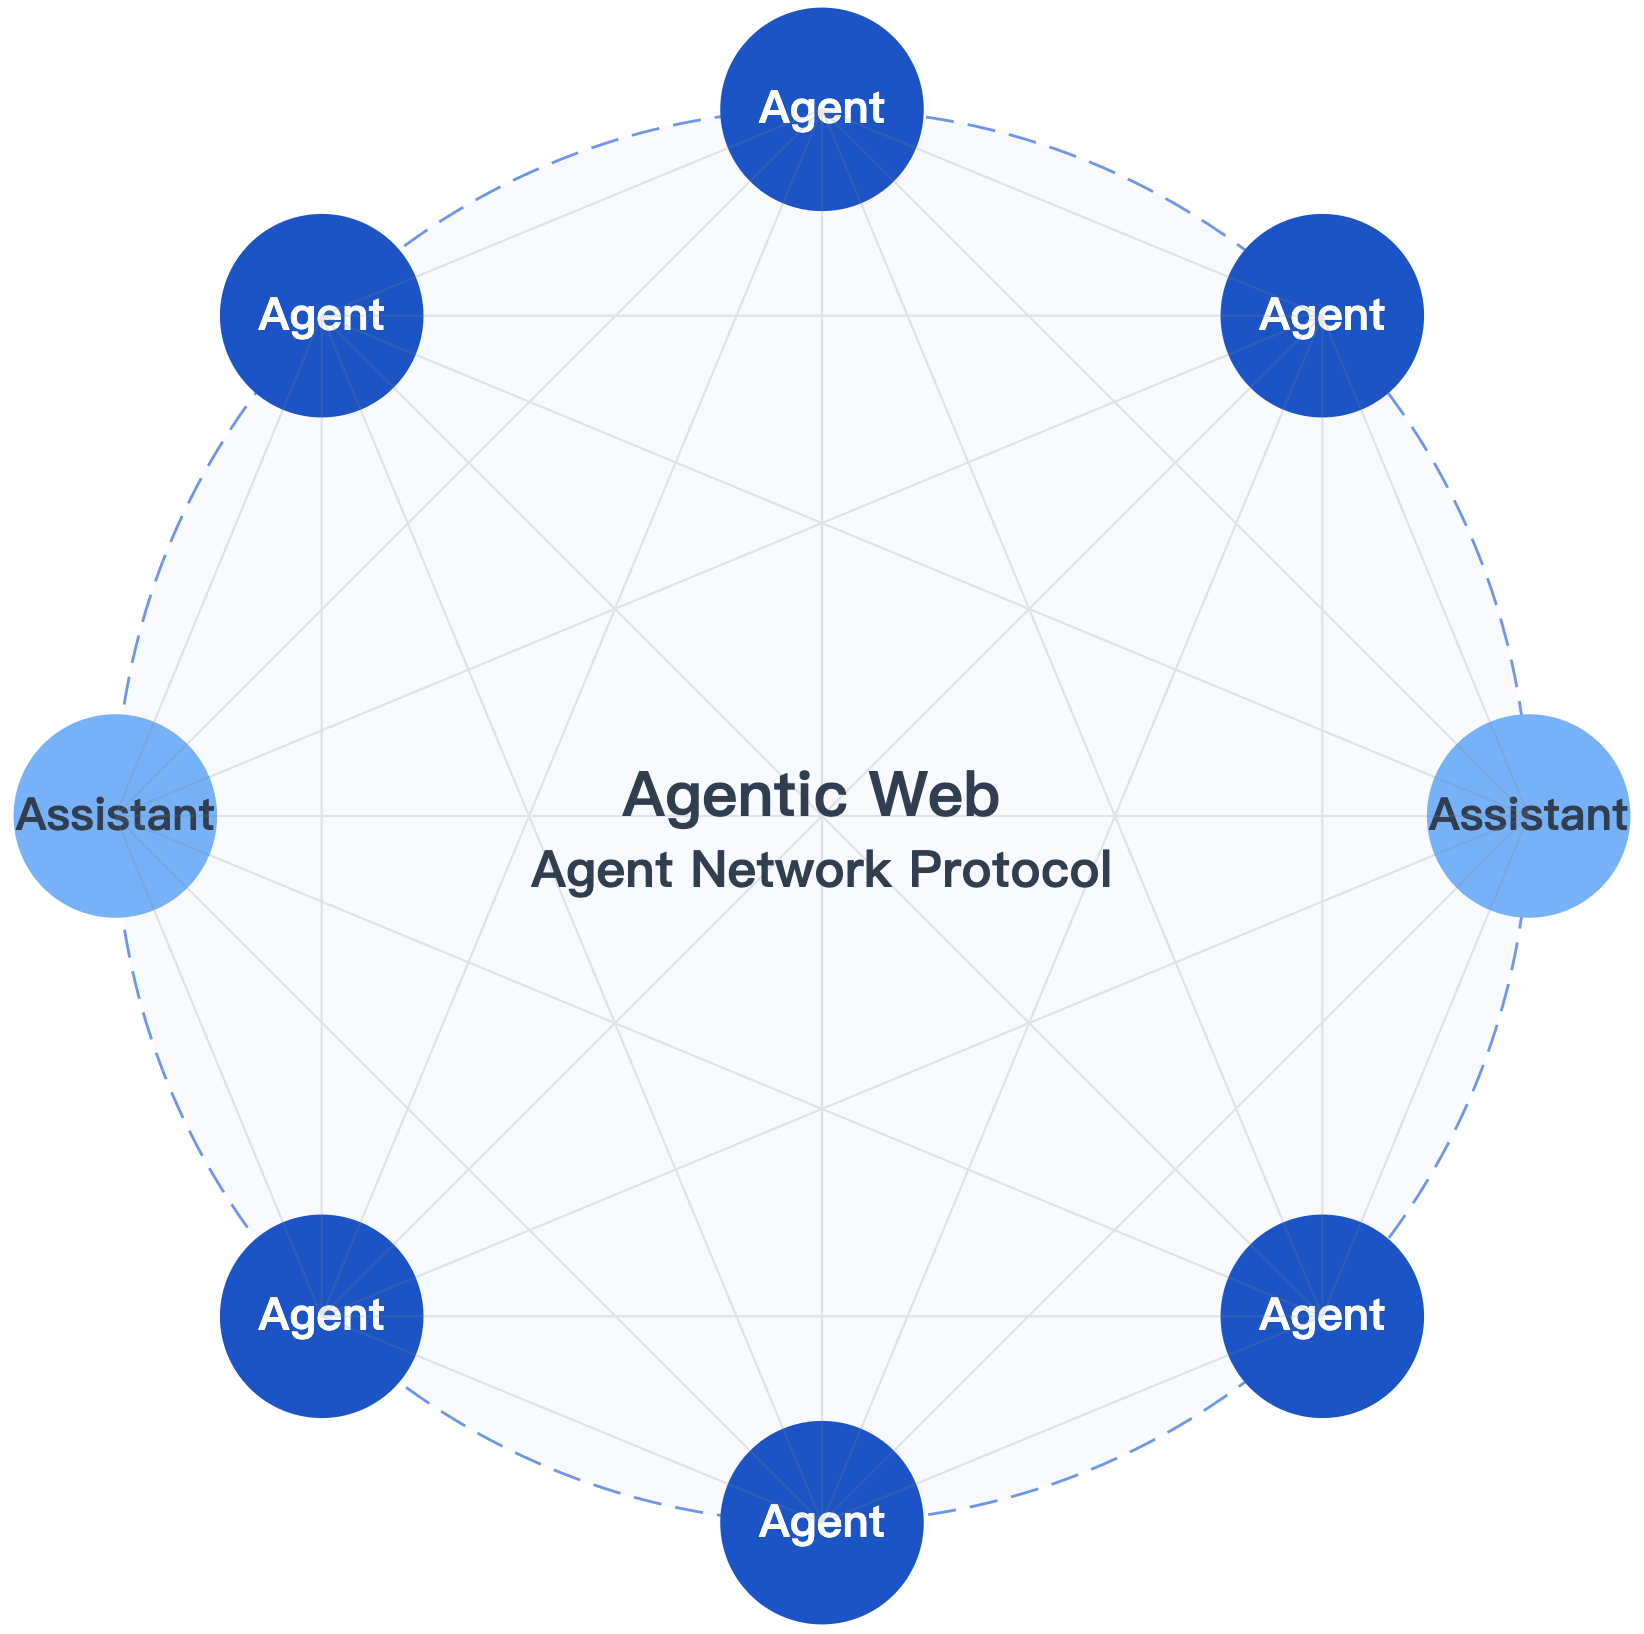 Agent
Agent
Agent
Agentic Web
Assistant
Assistant
Agent Network Protocol
Agent
Agent
Agent